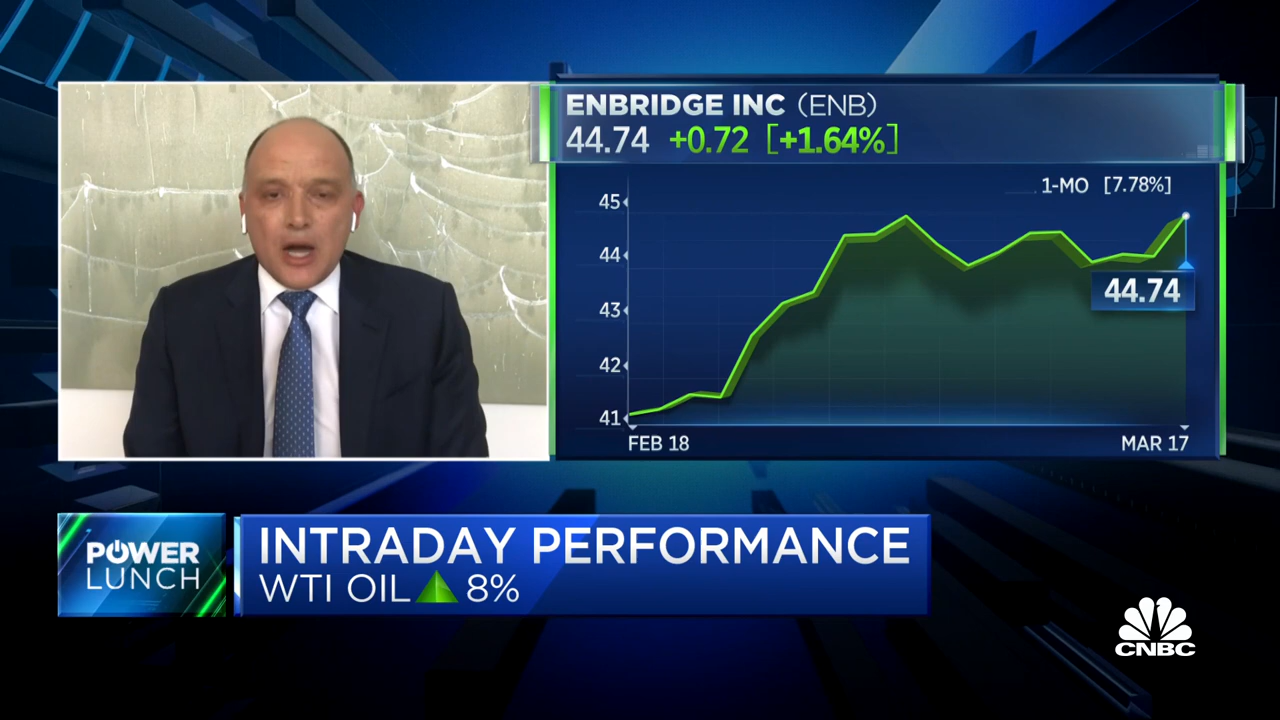 ENBRIDGE INC (ENB)
44.74 +0.72 [+1.64%]
1-MO [7.78%]
45
44
43
42
41
44.74
FEB 18
MAR 17
POWER
LUNCH
INTRADAY PERFORMANCE
WTI OIL 8%
CNBC